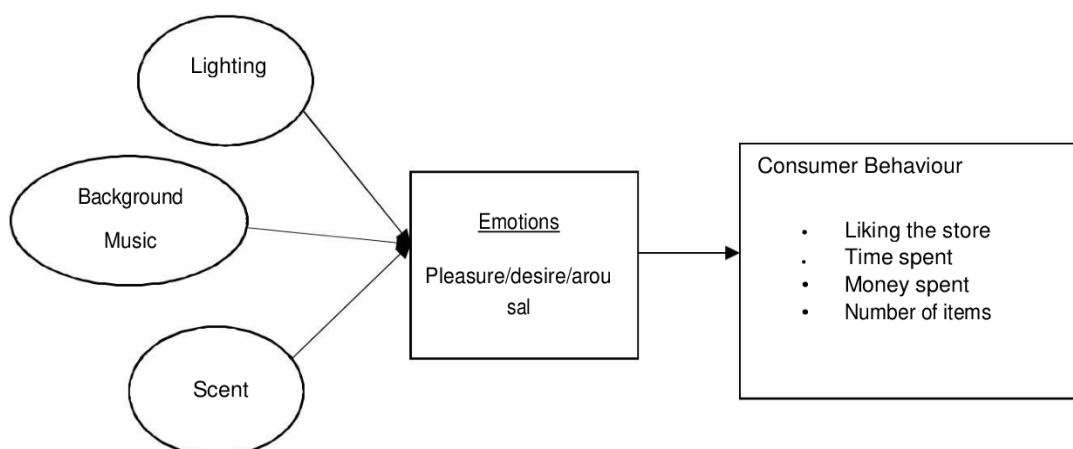 Lighting
Background
Music
Scent
Emotions
Pleasure/desire/arou
sal
Consumer Behaviour
• Liking the store
• Time spent
• Money spent
• Number of items